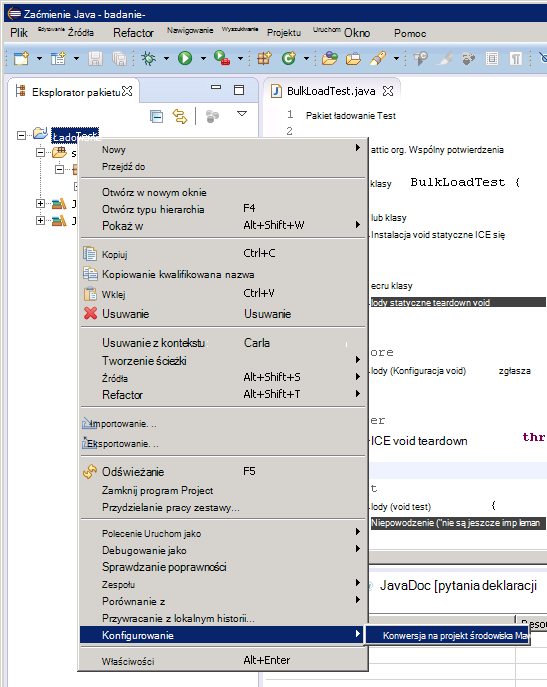 Zaćmienie Java - badanie-
Plik Edytowanie Źródła Refactor Nawigowanie Wyszukiwanie Projektu Uruchom Okno Pomoc
Eksplorator pakietu
BulkLoadTest.java
1 Pakiet ładowanie Test
2
ŁadoTest
s
J
J
attic org. Wspólny potwierdzenia
klasy BulkLoadTest {
lub klasy
Instalacja void statyczne ICE się
ecru klasy
lody statyczne teardown void
ore
lody (Konfiguracja void) zgłasza
er
ICE void teardown thr
t
lody (void test) {
Niepowodzenie ("nie są jeszcze imp leman
JavaDoc [pytania deklaracji
Resou
Nowy
Przejdź do
Otwórz w nowym oknie
Otwórz typu hierarchia F4
Pokaż w Alt+Shift+W
Kopiuj Ctrl+C
Kopiowanie kwalifikowana nazwa
Wklej Ctrl+V
Usuwanie Usuwanie
Usuwanie z kontekstu Carla
Tworzenie ścieżki
Źródła Alt+Shift+S
Refactor Alt+Shift+T
Importowanie. ..
Eksportowanie. ..
Odświeżanie F5
Zamknij program Project
Przydzielanie pracy zestawy...
Polecenie Uruchom jako
Debugowanie jako
Sprawdzanie poprawności
Zespołu
Porównanie z
Przywracanie z lokalnym historii...
Konfigurowanie
Konwersja na projekt środowiska Mav
Właściwości Alt+Enter